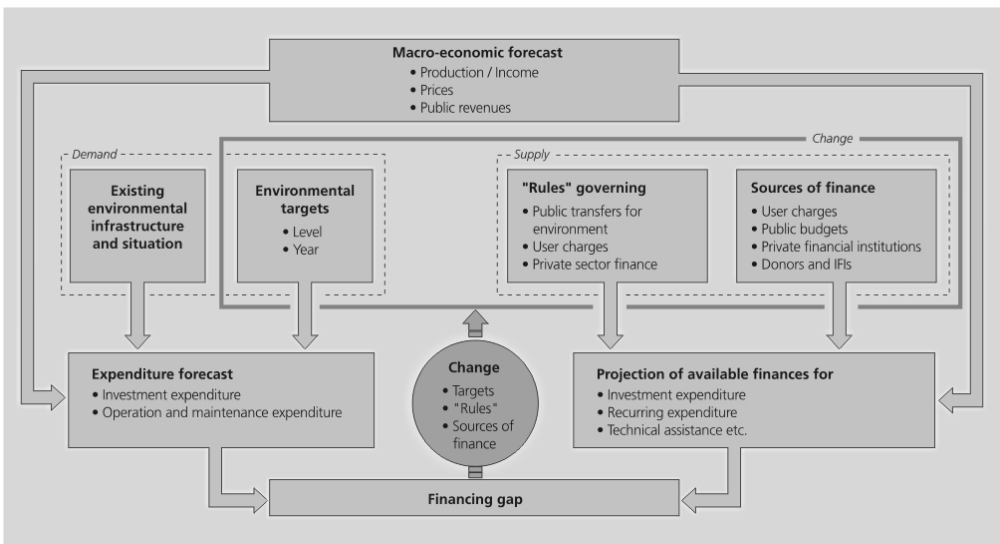 Macro-economic forecast
• Production / Income
• Prices
• Public revenues
Change
Demand
Supply
Existing
environmental
infrastructure
and situation
Environmental
targets
• Level
• Year
"Rules" governing
• Public transfers for
environment
• User charges
• Private sector finance
Sources of finance
• User charges
• Public budgets
• Private financial institutions
• Donors and IFIs
Expenditure forecast
• Investment expenditure
• Operation and maintenance expenditure
Change
• Targets
• "Rules"
• Sources of
finance
Projection of available finances for
• Investment expenditure
• Recurring expenditure
• Technical assistance etc.
Financing gap